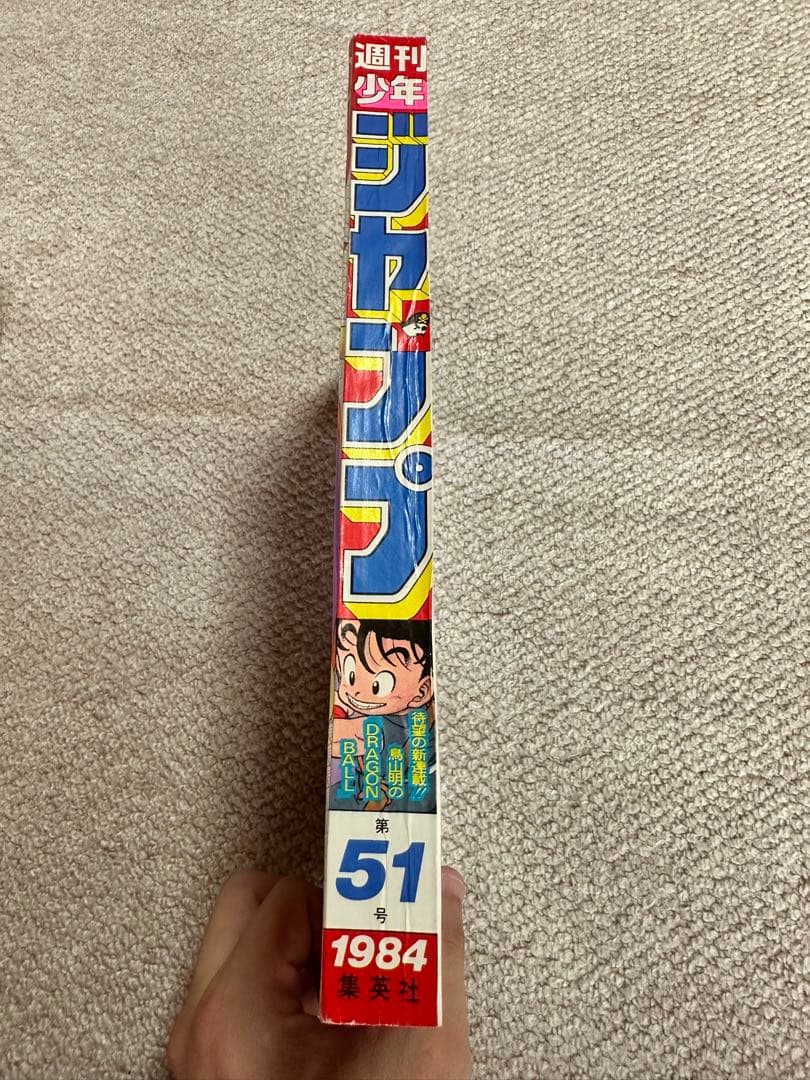 週刊
少年
ジャンプ
待望の新連載!!
鳥山明の
DRAGON
BALL
第
51
号
1984
集英社